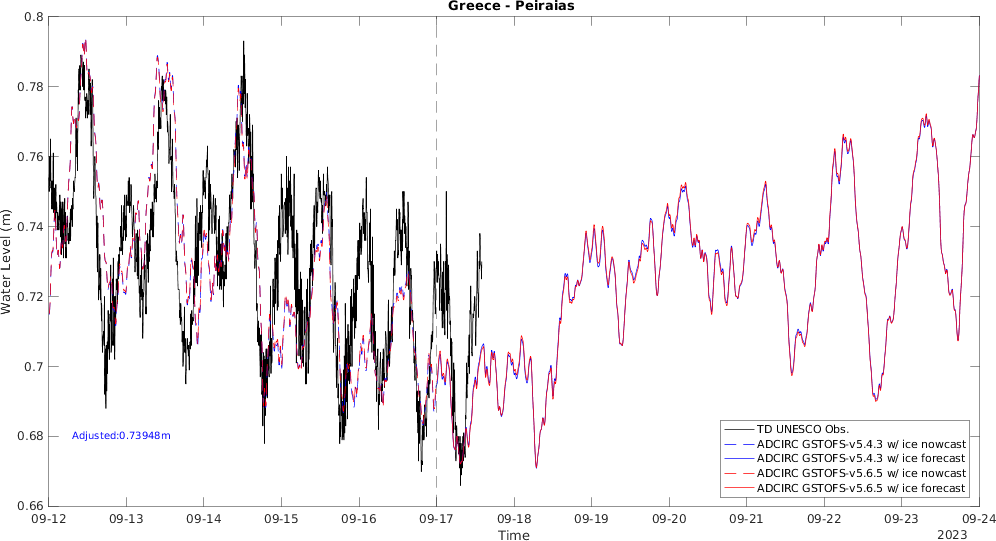 Greece - Peiraias
0.8
0.78
0.76
0.74
0.72
0.7
0.68
0.66
Water Level (m)
Adjusted:0.73948m
TD UNESCO Obs.
ADCIRC GSTOFS-v5.4.3 w/ ice nowcast
ADCIRC GSTOFS-v5.4.3 w/ ice forecast
ADCIRC GSTOFS-v5.6.5 w/ ice nowcast
ADCIRC GSTOFS-v5.6.5 w/ ice forecast
09-12 09-13 09-14 09-15 09-16 09-17 09-18 09-19 09-20 09-21 09-22 09-23 09-24
Time
2023